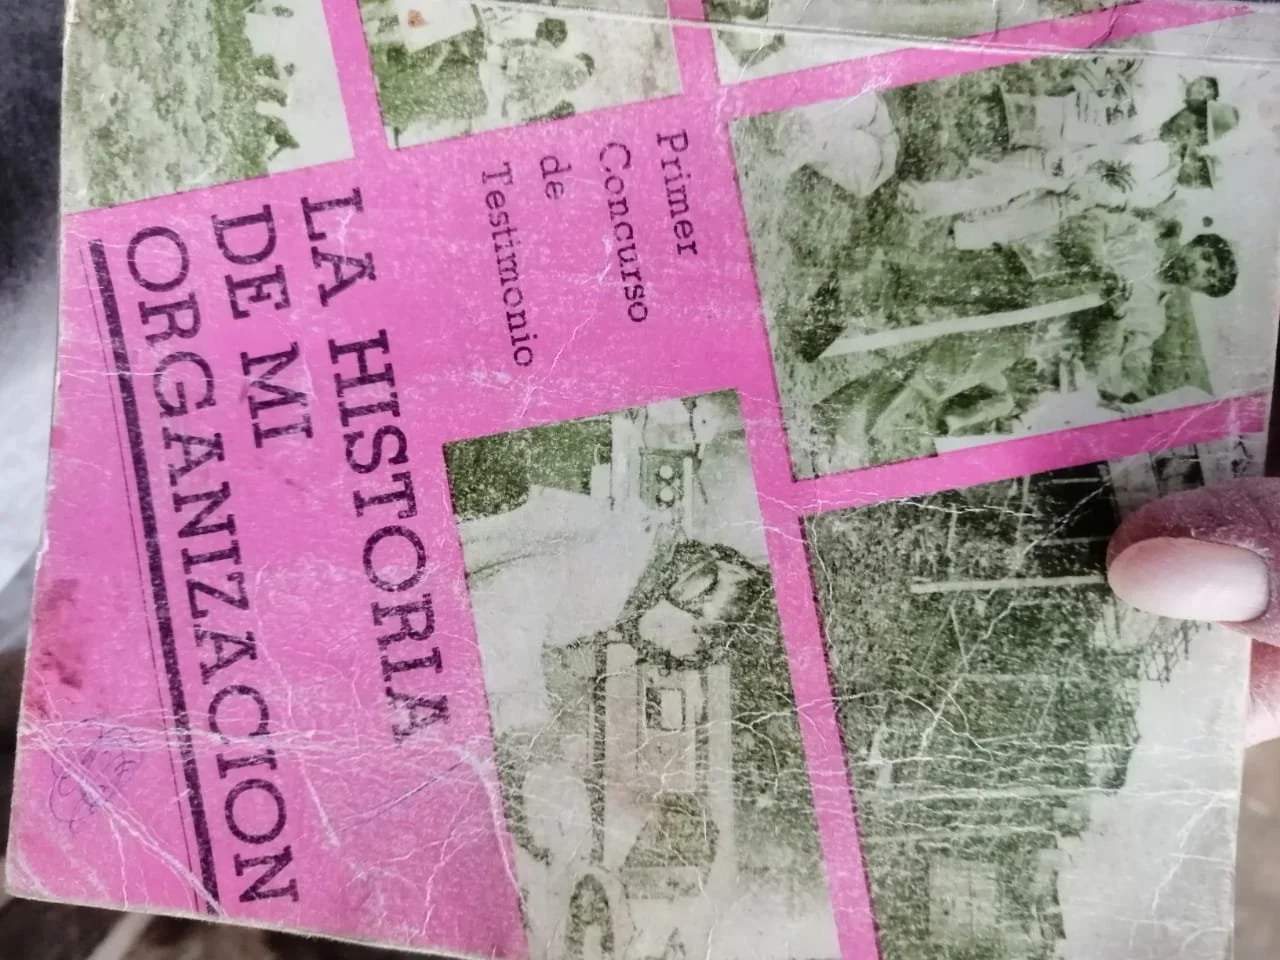 Primer
Concurso
de
Testimonio
LA HISTORIA
DE MI
ORGANIZACION